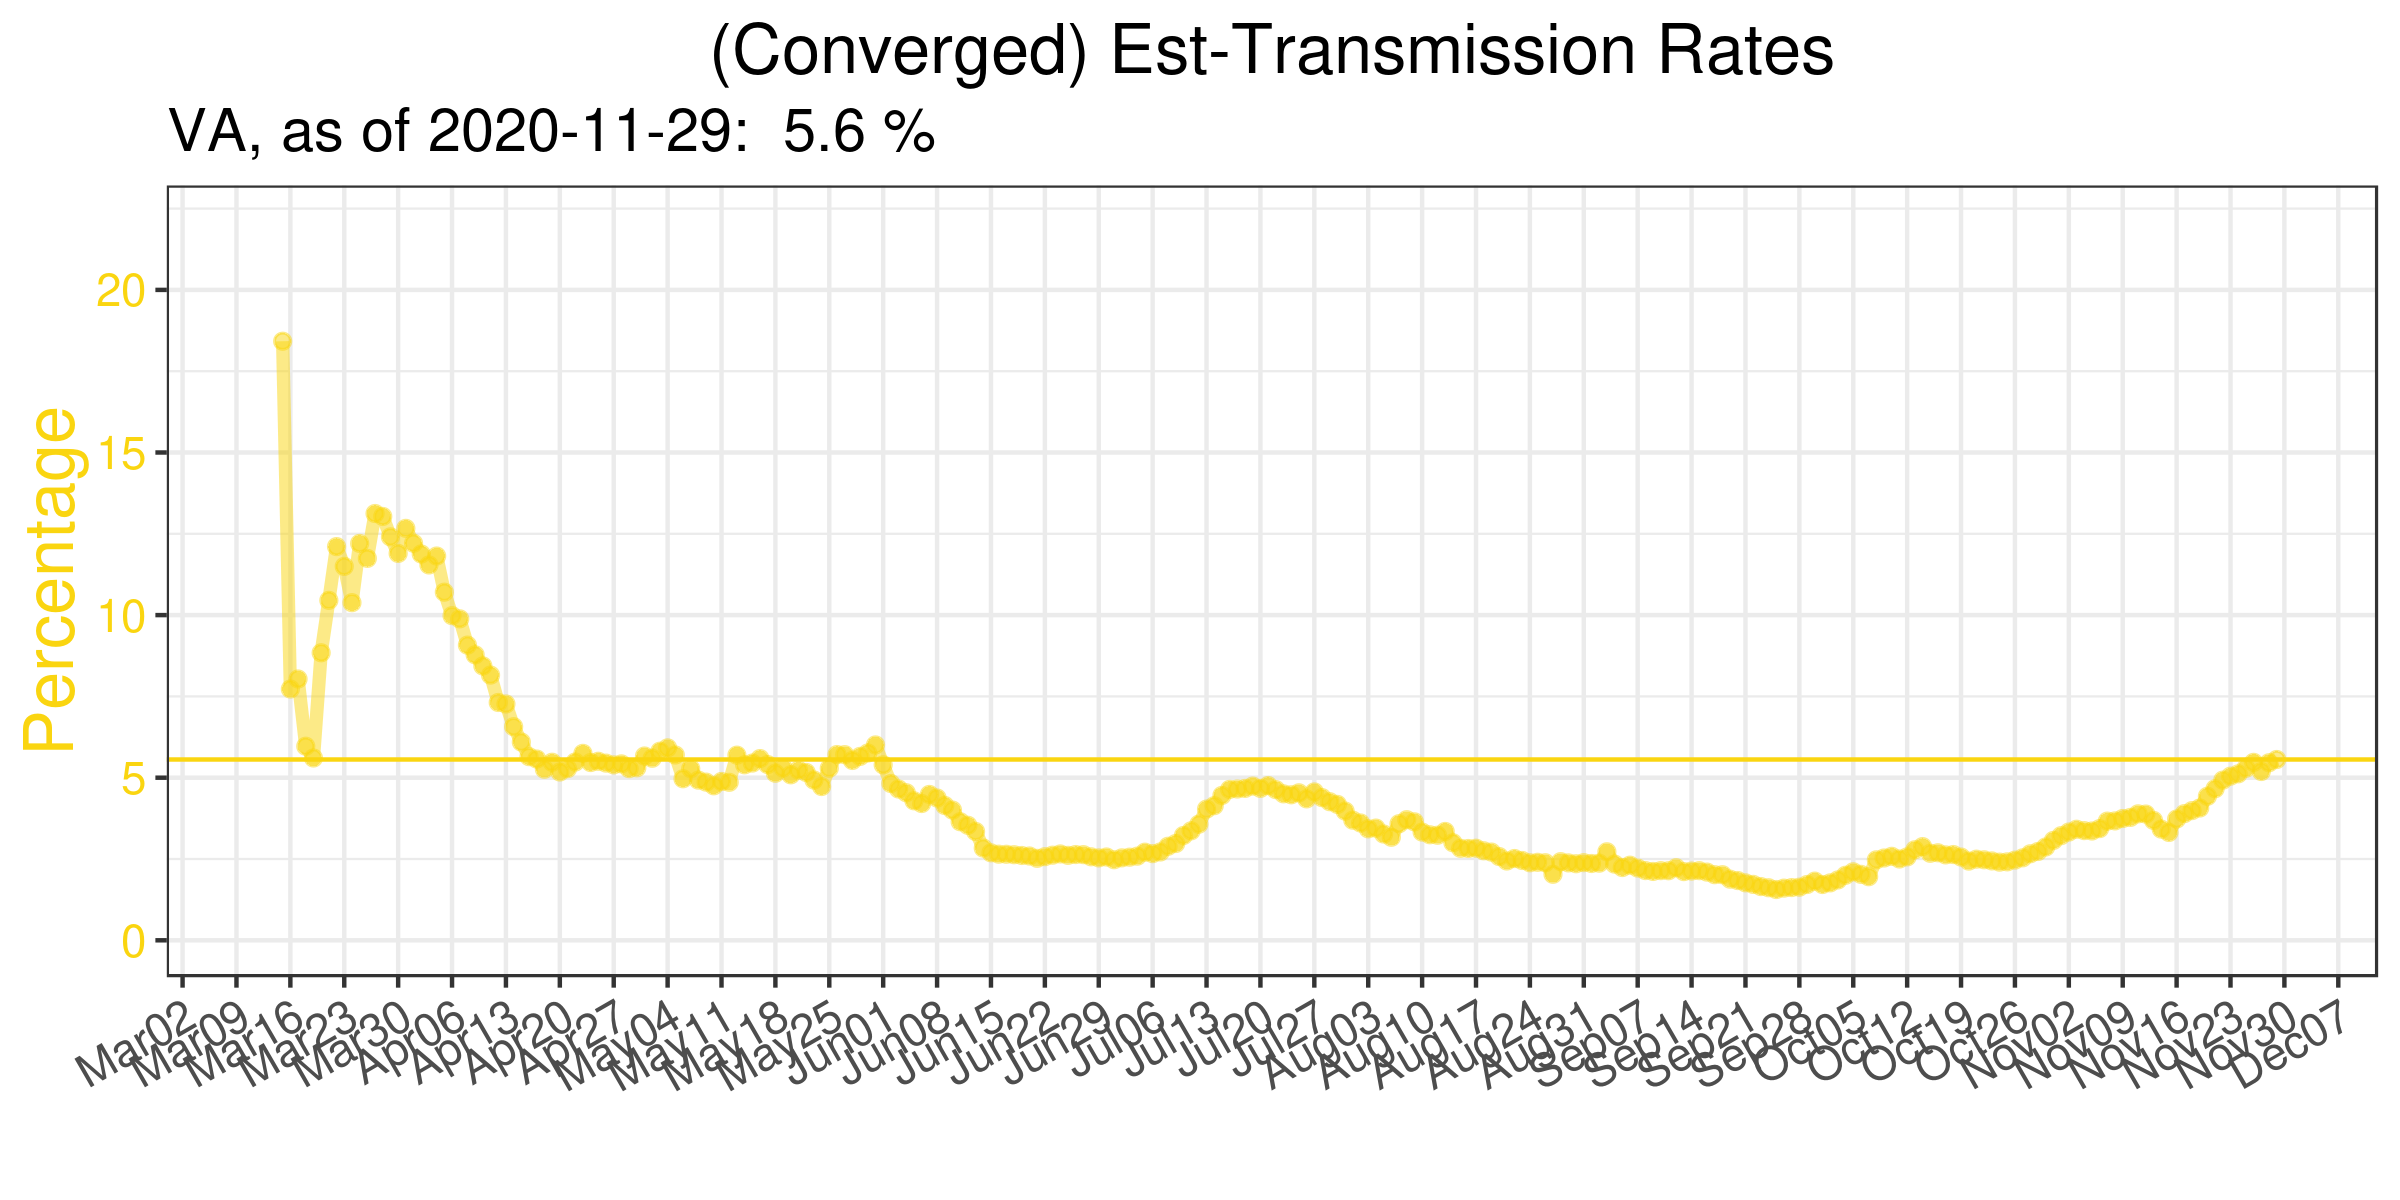 (Converged) Est-Transmission Rates
VA, as of 2020-11-29:  5.6 %
Percentage
20
15
10
5
0
Mar02
Mar09
Mar16
Mar23
Mar30
Apr06
Apr13
Apr20
Apr27
May04
May11
May18
May25
Jun01
Jun08
Jun15
Jun22
Jun29
Jul06
Jul13
Jul20
Jul27
Aug03
Aug10
Aug17
Aug24
Aug31
Sep07
Sep14
Sep21
Sep28
Oct05
Oct12
Oct19
Oct26
Nov02
Nov09
Nov16
Nov23
Nov30
Dec07